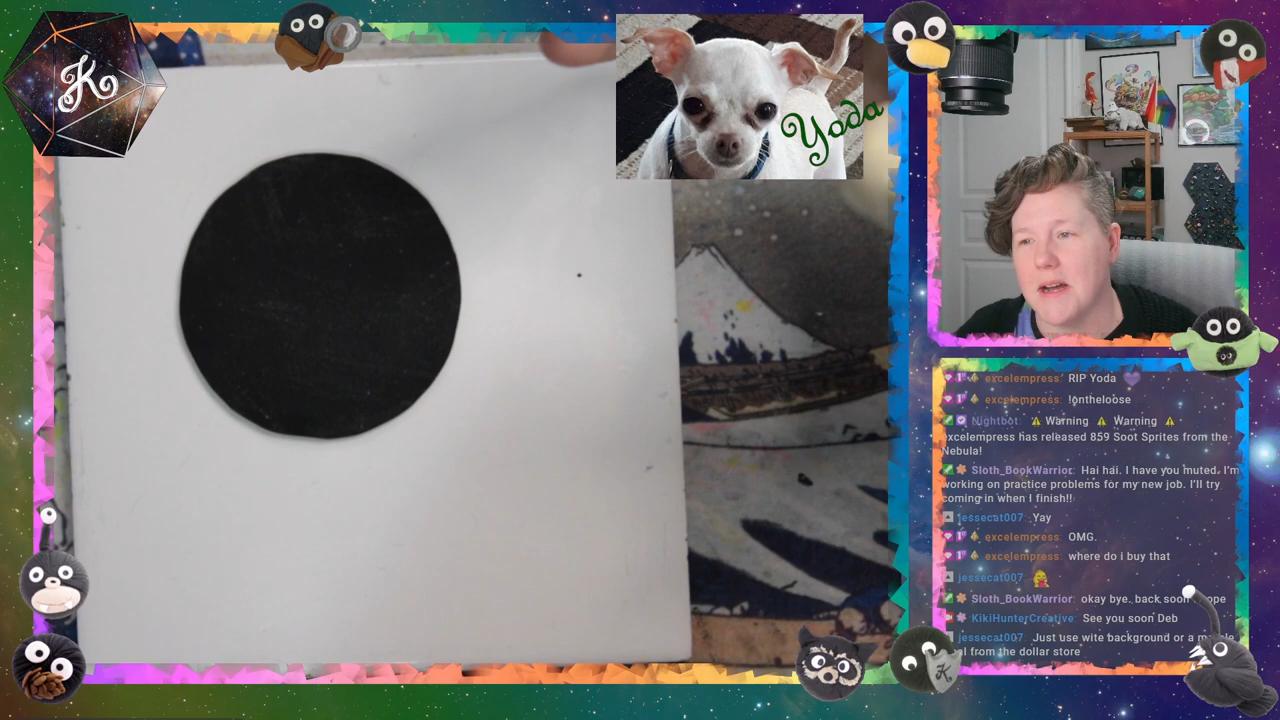 K
Yoda
excelempress: RIP Yoda
excelempress: !ontheloose
Nightbot: Warning Warning
excelempress has released 859 Soot Sprites from the
Nebula!
Sloth_BookWarrior: Hai hai. I have you muted. I'm
working on practice problems for my new job. I'll try
coming in when I finish!!
jessecat007: Yay
excelempress: OMG.
excelempress: where do i buy that
jessecat007:
Sloth_BookWarrior: okay bye. back soon
KikiHunterCreative: See you soon Deb
jessecat007: Just use wite background or a
from the dollar store
K